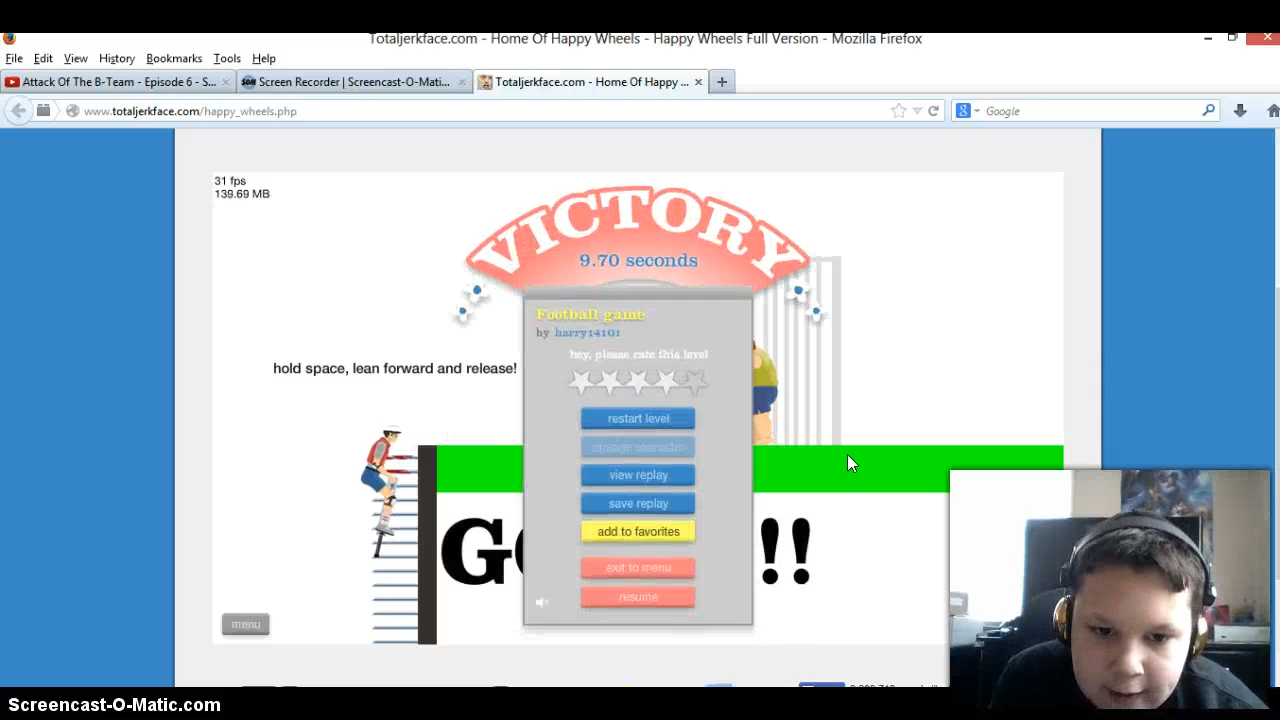 Totaljerkface.com - Home Of Happy Wheels - Happy Wheels Full Version - Mozilla Firefox
File Edit View History Bookmarks Tools Help
Attack Of The B-Team - Episode 6 - S... Screen Recorder | Screencast-O-Mati... Totaljerkface.com - Home Of Happy ...
www.totaljerkface.com/happy_wheels.php Google
31 fps
139.69 MB
VICTORY
9.70 seconds
Football game
by harry14101
hey, please rate this level
hold space, lean forward and release!
restart level
change character
view replay
save replay
add to favorites
exit to menu
resume
menu
!!
Screencast-O-Matic.com